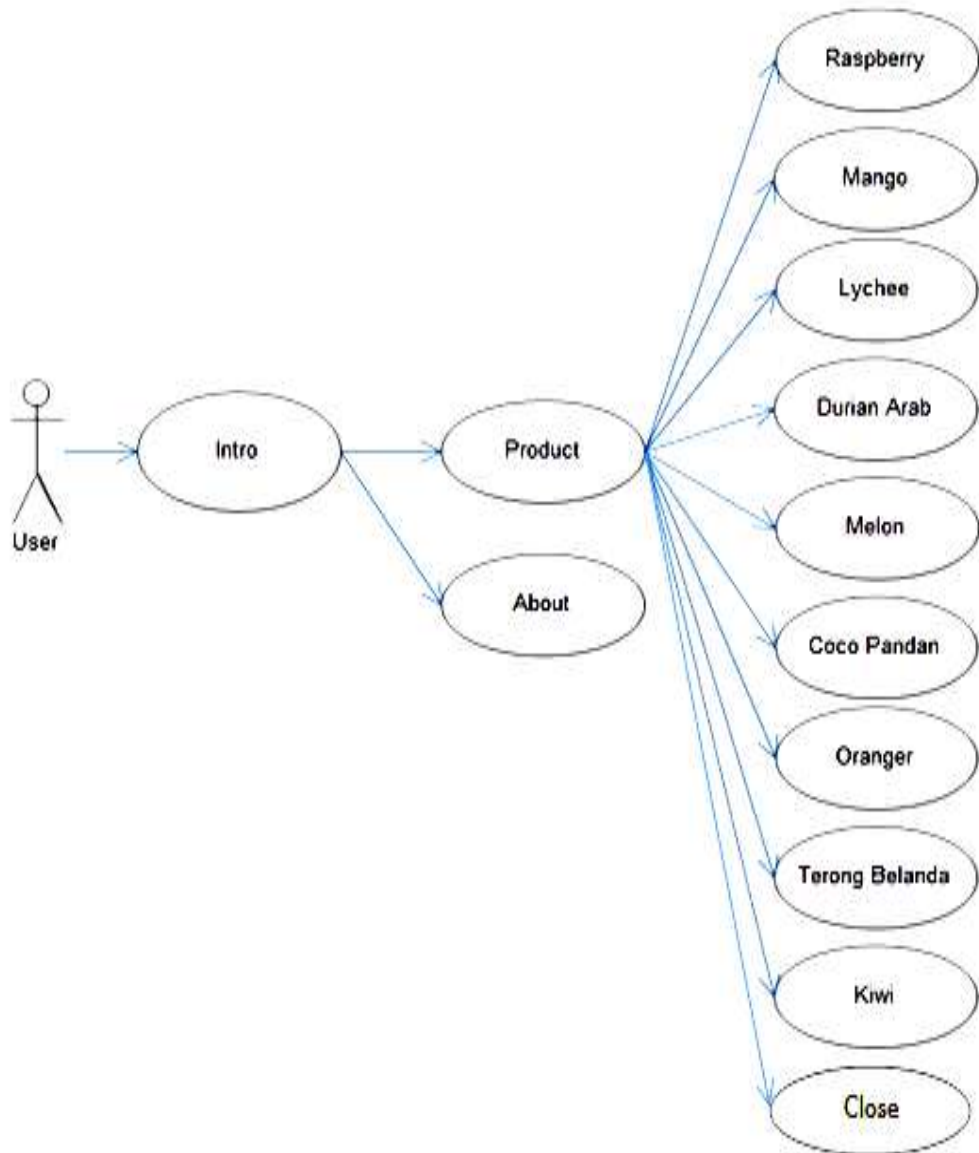 Raspberry
Mango
Lychee
Durian Arab
Melon
Coco Pandan
Oranger
Terong Belanda
Kiwi
Close
Intro
Product
About
User